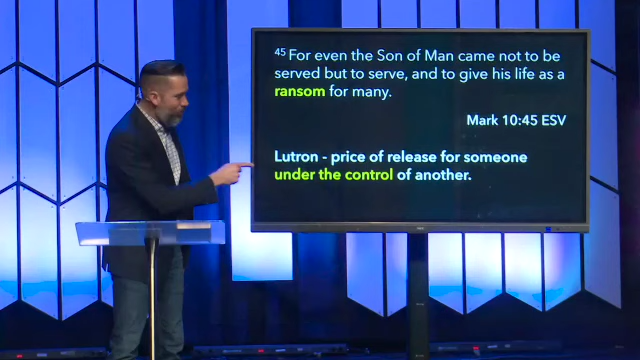 45 For even the Son of Man came not to be
served but to serve, and to give his life as a
ransom for many.
Mark 10:45 ESV
Lutron - price of release for someone
under the control of another.